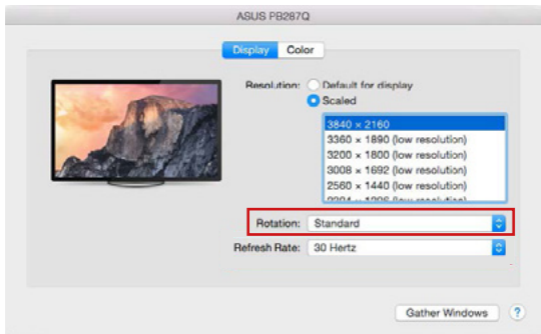 ASUS PB287Q
Display Color
Resolution: Default for display
Scaled
3840 × 2160
3360 × 1890 (low resolution)
3200 × 1800 (low resolution)
3008 × 1692 (low resolution)
2560 × 1440 (low resolution)
Rotation: Standard
Refresh Rate: 30 Hertz
Gather Windows ?